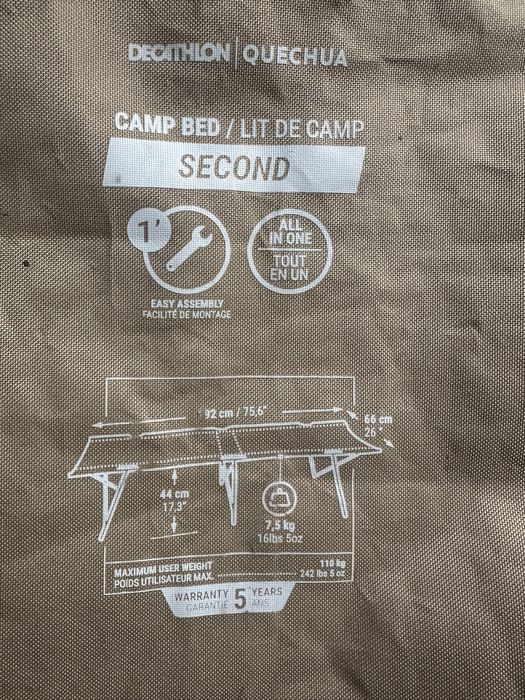 DECATHLON | QUECHUA
CAMP BED / LIT DE CAMP
SECOND
1'
ALL
IN ONE
TOUT
EN UN
EASY ASSEMBLY
FACILITÉ DE MONTAGE
92 cm / 75,6"
66 cm
26"
44 cm
17,3"
7,5 kg
16lbs 5oz
MAXIMUM USER WEIGHT
POIDS UTILISATEUR MAX.
110 kg
242 lbs 5 oz
WARRANTY 5 YEARS
GARANTIE ANS